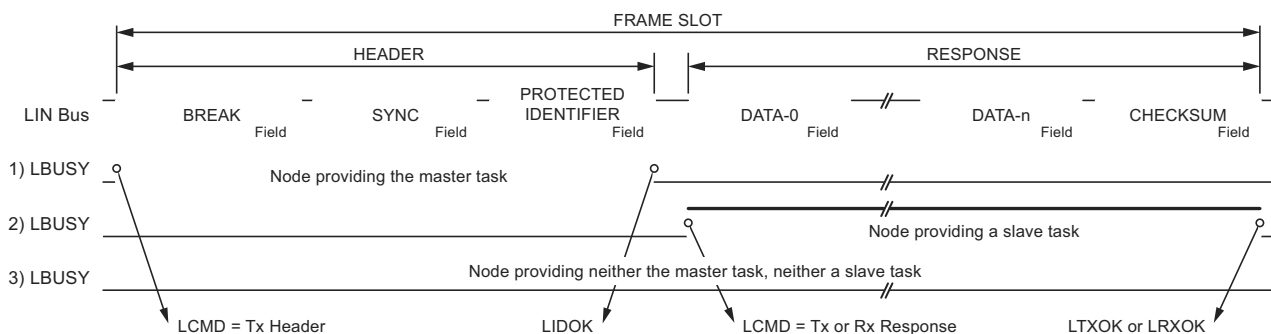 FRAME SLOT
HEADER
RESPONSE
LIN Bus
BREAK
Field
SYNC
Field
PROTECTED
IDENTIFIER
Field
DATA-0
Field
DATA-n
Field
CHECKSUM
Field
1) LBUSY
Node providing the master task
2) LBUSY
Node providing a slave task
3) LBUSY
Node providing neither the master task, neither a slave task
LCMD = Tx Header
LIDOK
LCMD = Tx or Rx Response
LTXOK or LRXOK